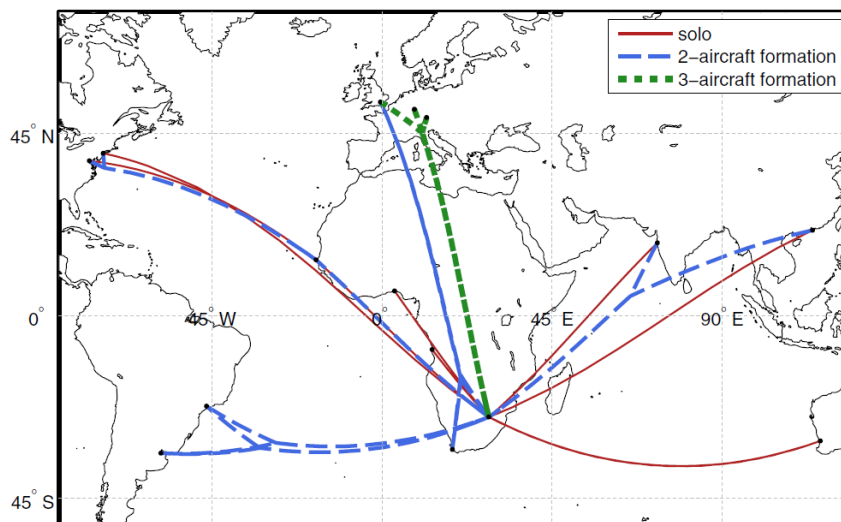 solo
2−aircraft formation
3−aircraft formation
45° N
0°
45° W
0°
45° E
90° E
45° S